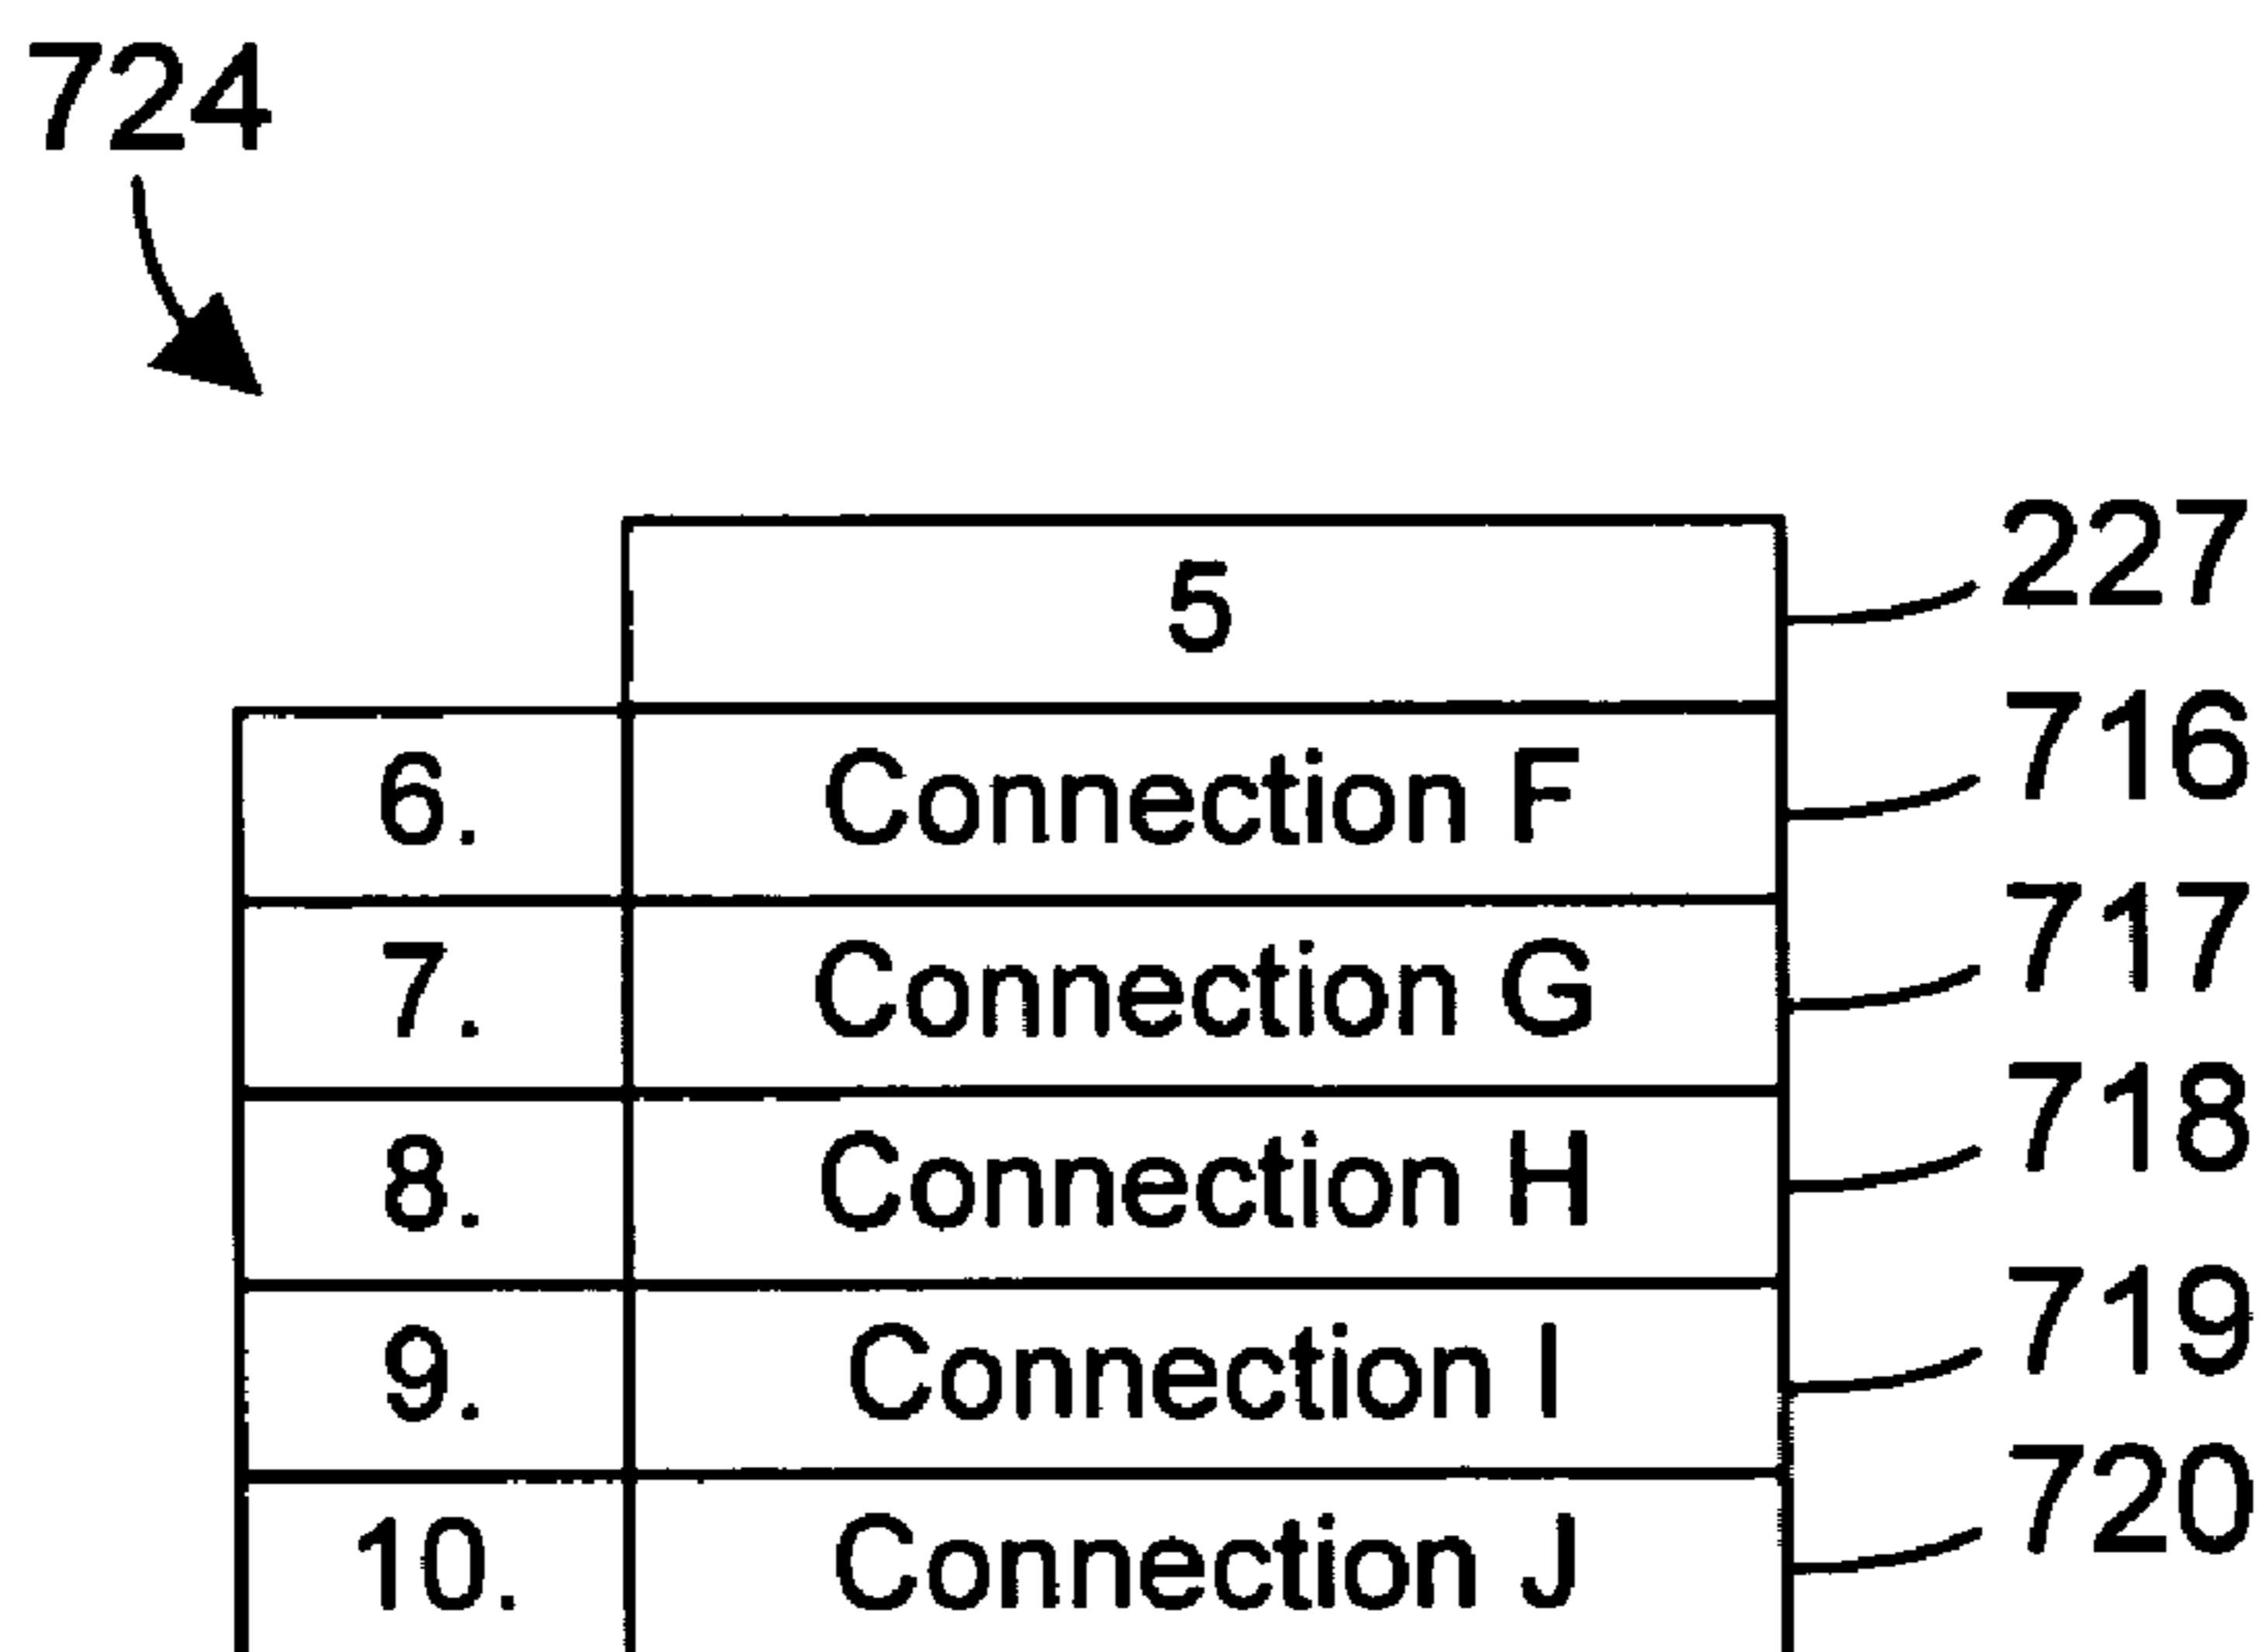 724
5 227
6. Connection F 716
7. Connection G 717
8. Connection H 718
9. Connection I 719
10. Connection J 720